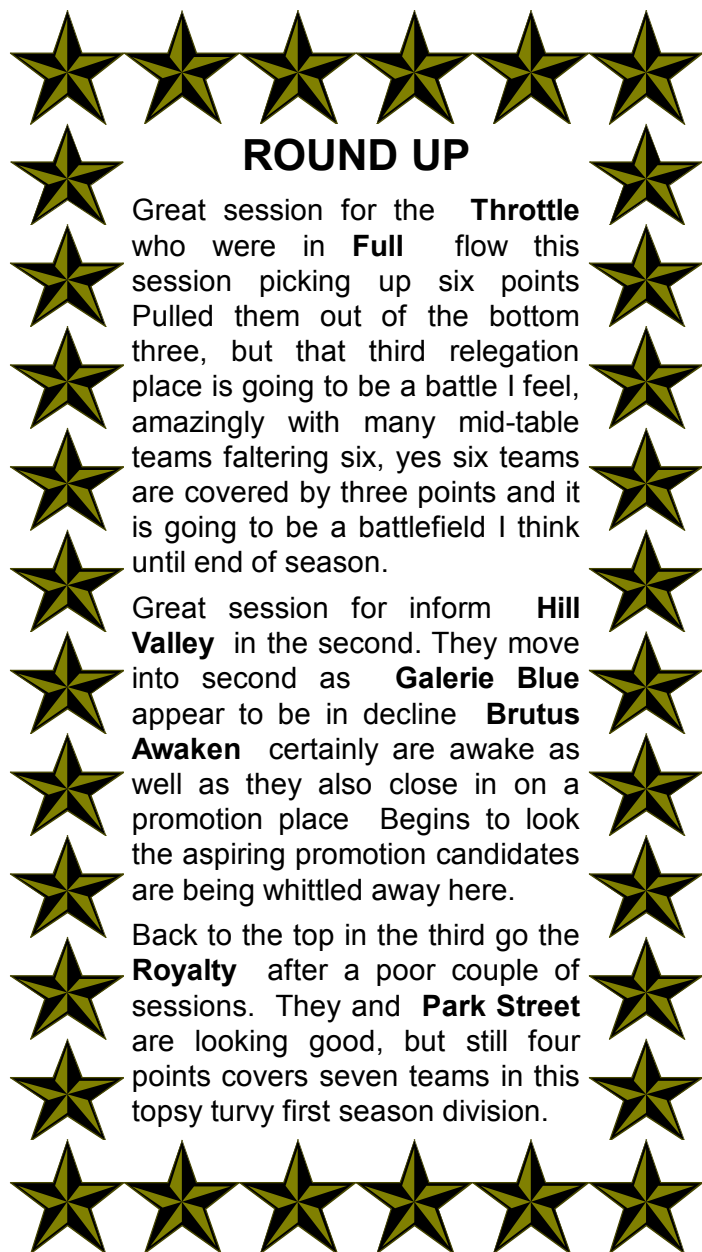 ROUND UP
Great session for the Throttle
who were in Full flow this
session picking up six points
Pulled them out of the bottom
three, but that third relegation
place is going to be a battle I feel,
amazingly with many mid-table
teams faltering six, yes six teams
are covered by three points and it
is going to be a battlefield I think
until end of season.
Great session for inform Hill
Valley in the second. They move
into second as Galerie Blue
appear to be in decline Brutus
Awaken certainly are awake as
well as they also close in on a
promotion place Begins to look
the aspiring promotion candidates
are being whittled away here.
Back to the top in the third go the
Royalty after a poor couple of
sessions. They and Park Street
are looking good, but still four
points covers seven teams in this
topsy turvy first season division.